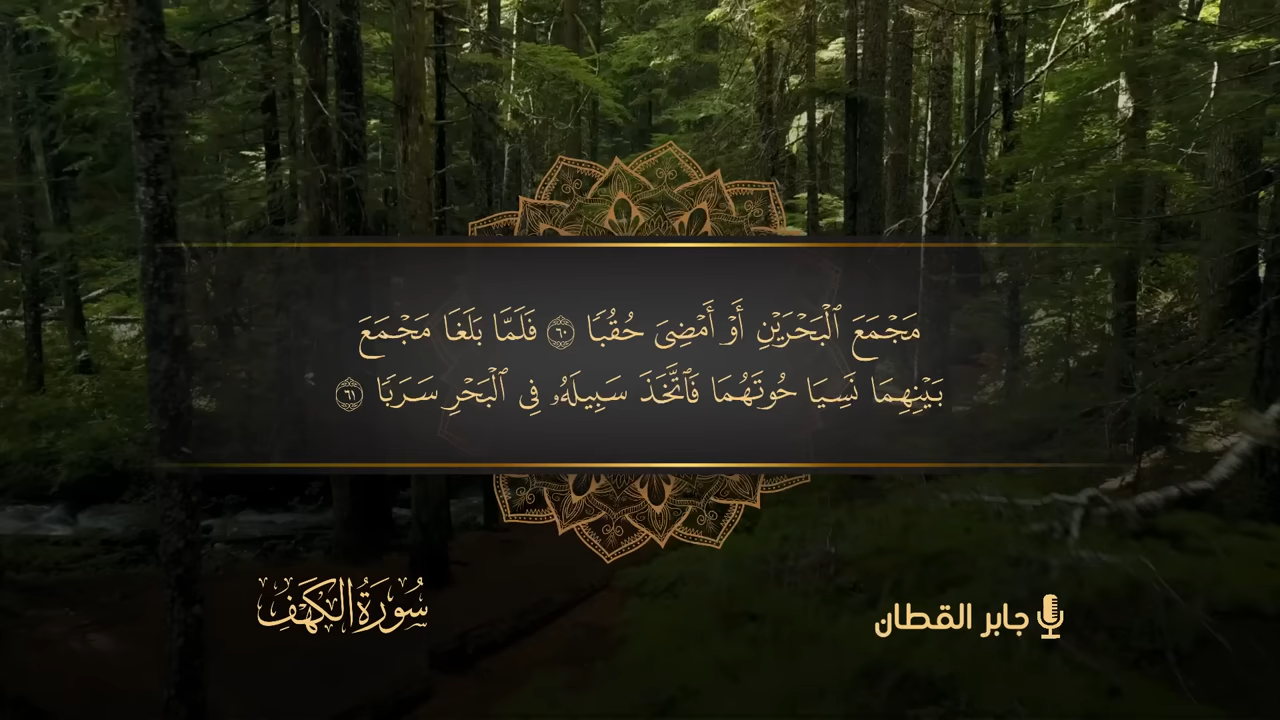 مَجْمَعَ ٱلْبَحْرَيْنِ أَوْ أَمْضِىَ حُقُبًا ٦٠ فَلَمَّا بَلَغَا مَجْمَعَ
بَيْنِهِمَا نَسِيَا حُوتَهُمَا فَٱتَّخَذَ سَبِيلَهُۥ فِى ٱلْبَحْرِ سَرَبًا ٦١
جابر القطان
سُورَةُ الكَهْفِ